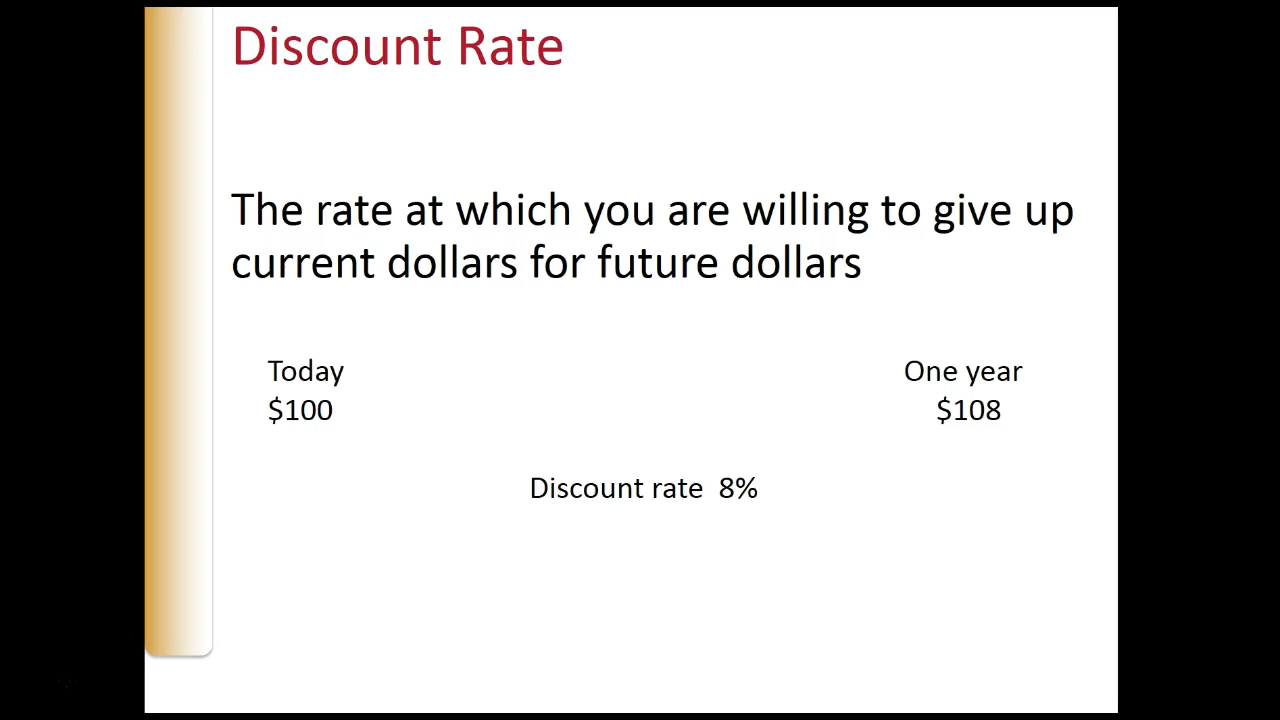 Discount Rate
The rate at which you are willing to give up
current dollars for future dollars
Today One year
$100 $108
Discount rate 8%